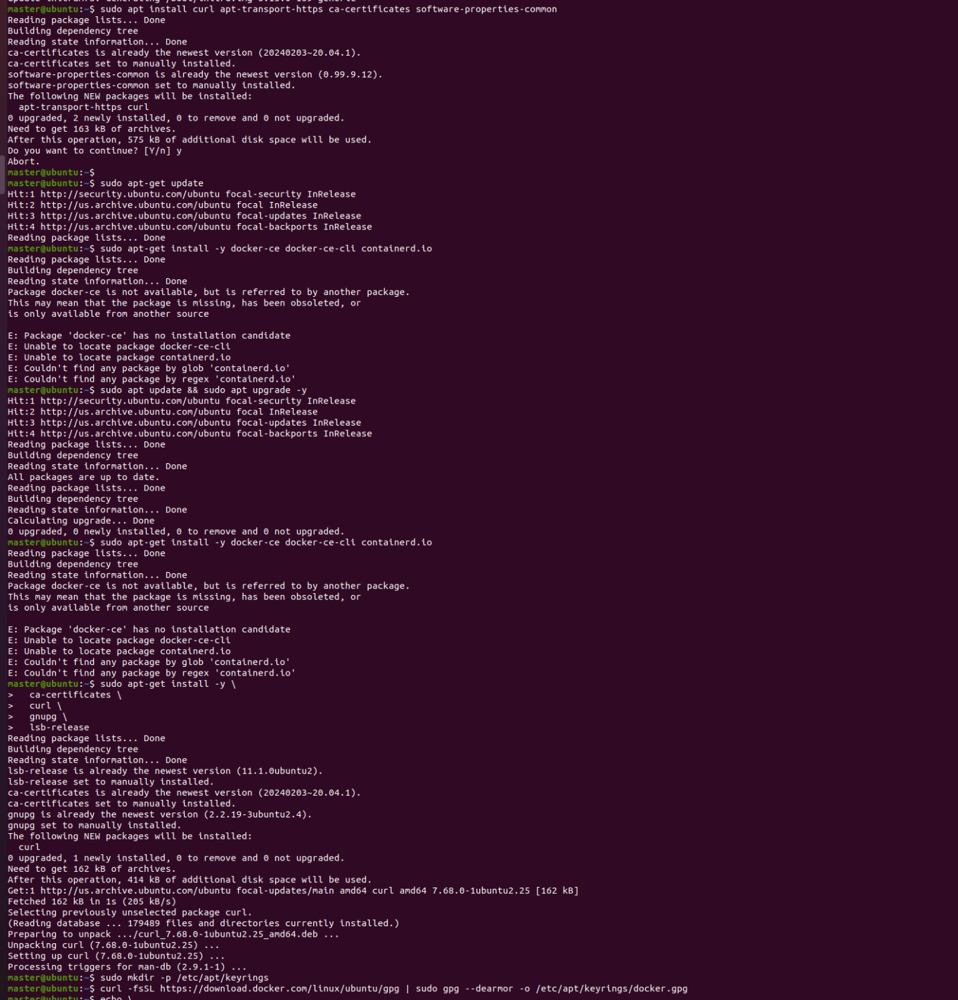 master@ubuntu:~$ sudo apt install curl apt-transport-https ca-certificates software-properties-common
Reading package lists... Done
Building dependency tree
Reading state information... Done
ca-certificates is already the newest version (20240203~20.04.1).
ca-certificates set to manually installed.
software-properties-common is already the newest version (0.99.9.12).
software-properties-common set to manually installed.
The following NEW packages will be installed:
  apt-transport-https curl
0 upgraded, 2 newly installed, 0 to remove and 0 not upgraded.
Need to get 163 kB of archives.
After this operation, 575 kB of additional disk space will be used.
Do you want to continue? [Y/n] y
Abort.
master@ubuntu:~$
master@ubuntu:~$ sudo apt-get update
Hit:1 http://security.ubuntu.com/ubuntu focal-security InRelease
Hit:2 http://us.archive.ubuntu.com/ubuntu focal InRelease
Hit:3 http://us.archive.ubuntu.com/ubuntu focal-updates InRelease
Hit:4 http://us.archive.ubuntu.com/ubuntu focal-backports InRelease
Reading package lists... Done
master@ubuntu:~$ sudo apt-get install -y docker-ce docker-ce-cli containerd.io
Reading package lists... Done
Building dependency tree
Reading state information... Done
Package docker-ce is not available, but is referred to by another package.
This may mean that the package is missing, has been obsoleted, or
is only available from another source

E: Package 'docker-ce' has no installation candidate
E: Unable to locate package docker-ce-cli
E: Unable to locate package containerd.io
E: Couldn't find any package by glob 'containerd.io'
E: Couldn't find any package by regex 'containerd.io'
master@ubuntu:~$ sudo apt update && sudo apt upgrade -y
Hit:1 http://security.ubuntu.com/ubuntu focal-security InRelease
Hit:2 http://us.archive.ubuntu.com/ubuntu focal InRelease
Hit:3 http://us.archive.ubuntu.com/ubuntu focal-updates InRelease
Hit:4 http://us.archive.ubuntu.com/ubuntu focal-backports InRelease
Reading package lists... Done
Building dependency tree
Reading state information... Done
All packages are up to date.
Reading package lists... Done
Building dependency tree
Reading state information... Done
Calculating upgrade... Done
0 upgraded, 0 newly installed, 0 to remove and 0 not upgraded.
master@ubuntu:~$ sudo apt-get install -y docker-ce docker-ce-cli containerd.io
Reading package lists... Done
Building dependency tree
Reading state information... Done
Package docker-ce is not available, but is referred to by another package.
This may mean that the package is missing, has been obsoleted, or
is only available from another source

E: Package 'docker-ce' has no installation candidate
E: Unable to locate package docker-ce-cli
E: Unable to locate package containerd.io
E: Couldn't find any package by glob 'containerd.io'
E: Couldn't find any package by regex 'containerd.io'
master@ubuntu:~$ sudo apt-get install -y \
>   ca-certificates \
>   curl \
>   gnupg \
>   lsb-release
Reading package lists... Done
Building dependency tree
Reading state information... Done
lsb-release is already the newest version (11.1.0ubuntu2).
lsb-release set to manually installed.
ca-certificates is already the newest version (20240203~20.04.1).
ca-certificates set to manually installed.
gnupg is already the newest version (2.2.19-3ubuntu2.4).
gnupg set to manually installed.
The following NEW packages will be installed:
  curl
0 upgraded, 1 newly installed, 0 to remove and 0 not upgraded.
Need to get 162 kB of archives.
After this operation, 414 kB of additional disk space will be used.
Get:1 http://us.archive.ubuntu.com/ubuntu focal-updates/main amd64 curl amd64 7.68.0-1ubuntu2.25 [162 kB]
Fetched 162 kB in 1s (205 kB/s)
Selecting previously unselected package curl.
(Reading database ... 179489 files and directories currently installed.)
Preparing to unpack .../curl_7.68.0-1ubuntu2.25_amd64.deb ...
Unpacking curl (7.68.0-1ubuntu2.25) ...
Setting up curl (7.68.0-1ubuntu2.25) ...
Processing triggers for man-db (2.9.1-1) ...
master@ubuntu:~$ sudo mkdir -p /etc/apt/keyrings
master@ubuntu:~$ curl -fsSL https://download.docker.com/linux/ubuntu/gpg | sudo gpg --dearmor -o /etc/apt/keyrings/docker.gpg
master@ubuntu:~$ echo \